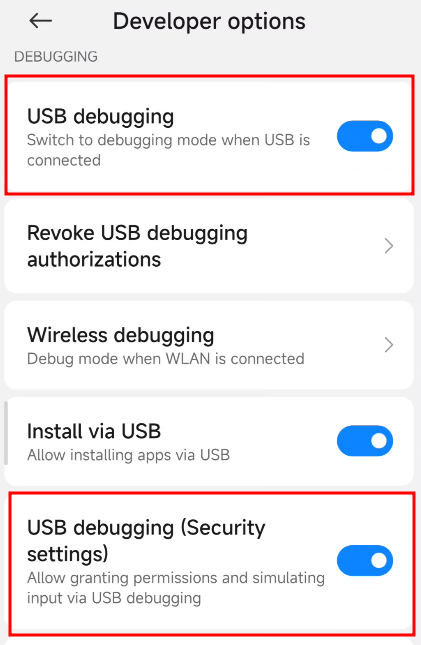 Developer options
DEBUGGING
USB debugging
Switch to debugging mode when USB is
connected
Revoke USB debugging
authorizations
Wireless debugging
Debug mode when WLAN is connected
Install via USB
Allow installing apps via USB
USB debugging (Security
settings)
Allow granting permissions and simulating
input via USB debugging